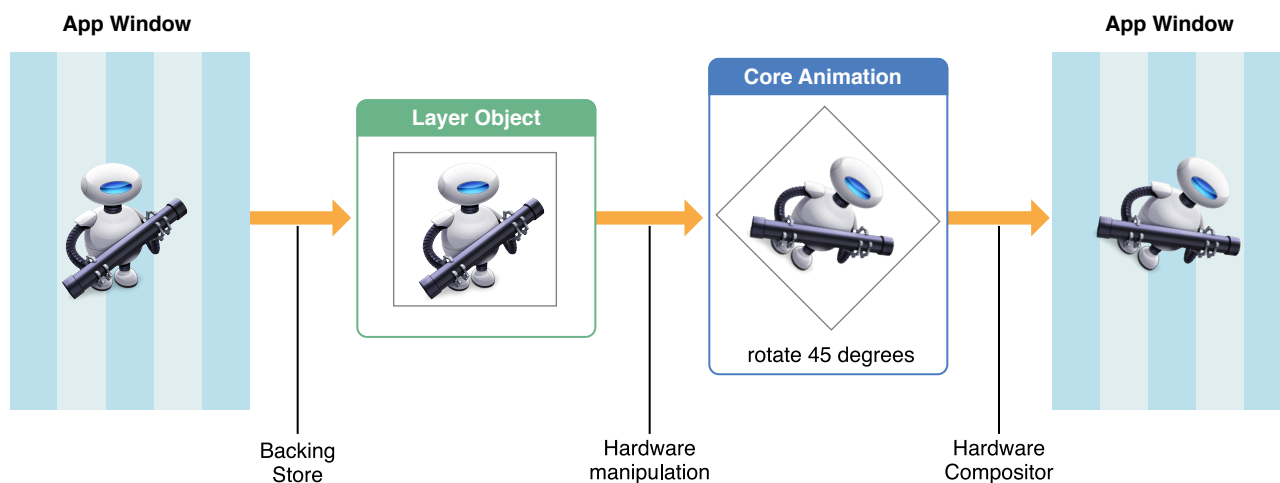 App Window
Layer Object
Core Animation
rotate 45 degrees
App Window
Backing
Store
Hardware
manipulation
Hardware
Compositor